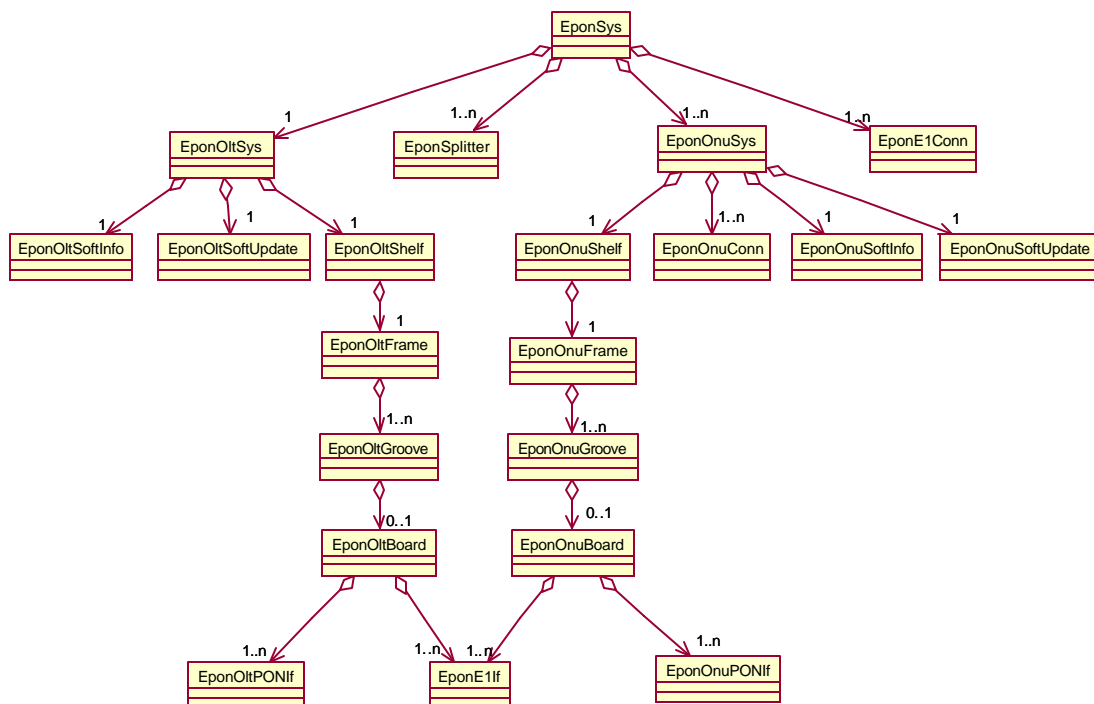 EponSys
1
1..n
1..n
1..n
EponOltSys
EponSplitter
EponOnuSys
EponE1Conn
1
1
1
1
1..n
1
1
EponOltSoftInfo
EponOltSoftUpdate
EponOltShelf
EponOnuShelf
EponOnuConn
EponOnuSoftInfo
EponOnuSoftUpdate
1
1
EponOltFrame
EponOnuFrame
1..n
1..n
EponOltGroove
EponOnuGroove
0..1
0..1
EponOltBoard
EponOnuBoard
1..n
1..n
1..n
1..n
EponOltPONIf
EponE1If
EponOnuPONIf